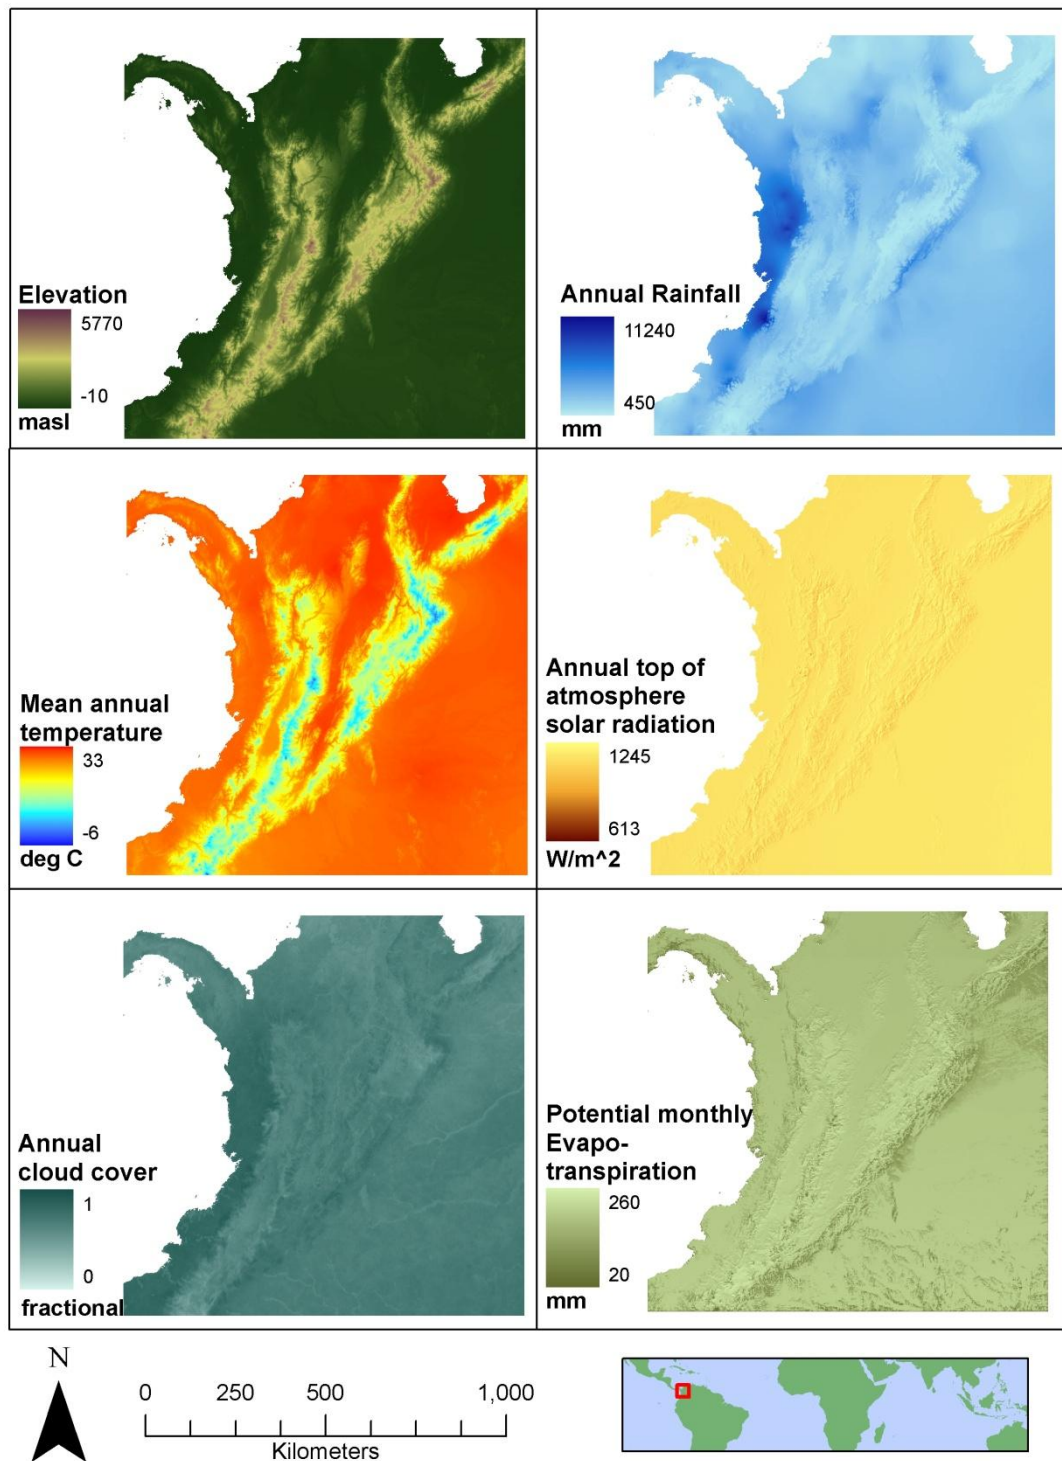 Elevation
5770
-10
masl
Annual Rainfall
11240
450
mm
Mean annual
temperature
33
-6
deg C
Annual top of
atmosphere
solar radiation
1245
613
W/m^2
Annual
cloud cover
1
0
fractional
Potential monthly
Evapo-
transpiration
260
20
mm
N
0 250 500 1,000
Kilometers